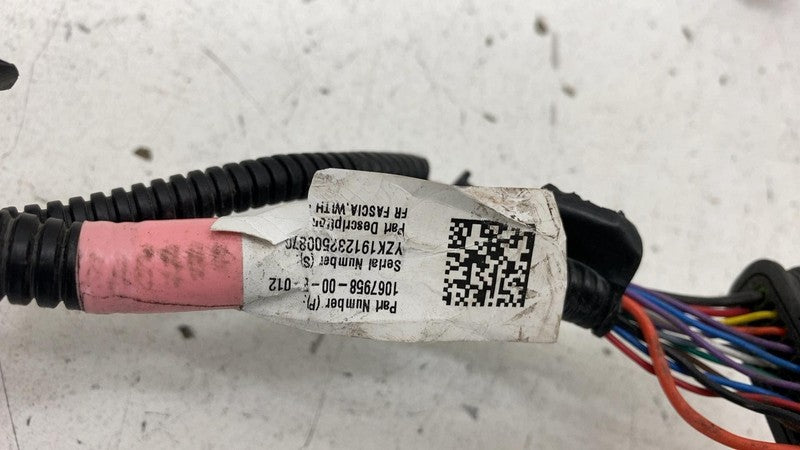 Part Number (P):
1067958-00- :012
Serial Number (S):
YZK191232500870
Part Description
FR FASCIA,WITH